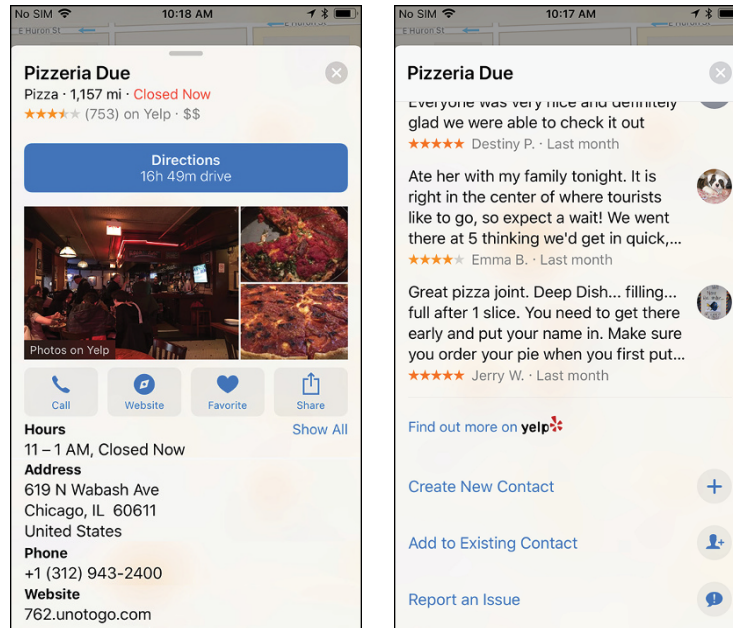 No SIM 10:18 AM
E Huron St
Pizzeria Due
Pizza · 1,157 mi · Closed Now
(753) on Yelp · $$
Directions
16h 49m drive
Photos on Yelp
Call Website Favorite Share
Hours Show All
11 – 1 AM, Closed Now
Address
619 N Wabash Ave
Chicago, IL 60611
United States
Phone
+1 (312) 943-2400
Website
762.unotogo.com
No SIM 10:17 AM
E Huron St
Pizzeria Due
Everyone was very nice and definitely
glad we were able to check it out
Destiny P. · Last month
Ate her with my family tonight. It is
right in the center of where tourists
like to go, so expect a wait! We went
there at 5 thinking we'd get in quick,...
Emma B. · Last month
Great pizza joint. Deep Dish... filling...
full after 1 slice. You need to get there
early and put your name in. Make sure
you order your pie when you first put...
Jerry W. · Last month
Find out more on yelp
Create New Contact
Add to Existing Contact
Report an Issue